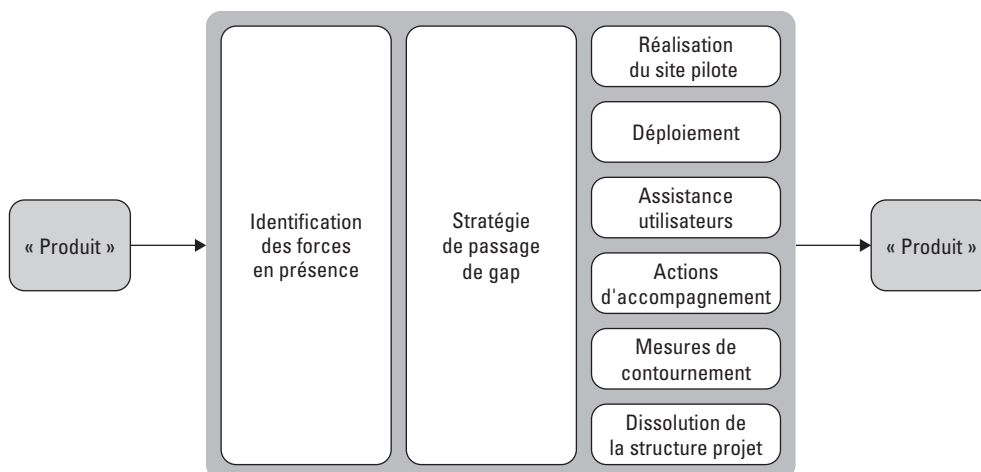 « Produit »
Identification
des forces
en présence
Stratégie
de passage
de gap
Réalisation
du site pilote
Déploiement
Assistance
utilisateurs
Actions
d'accompagnement
Mesures de
contournement
Dissolution de
la structure projet
« Produit »